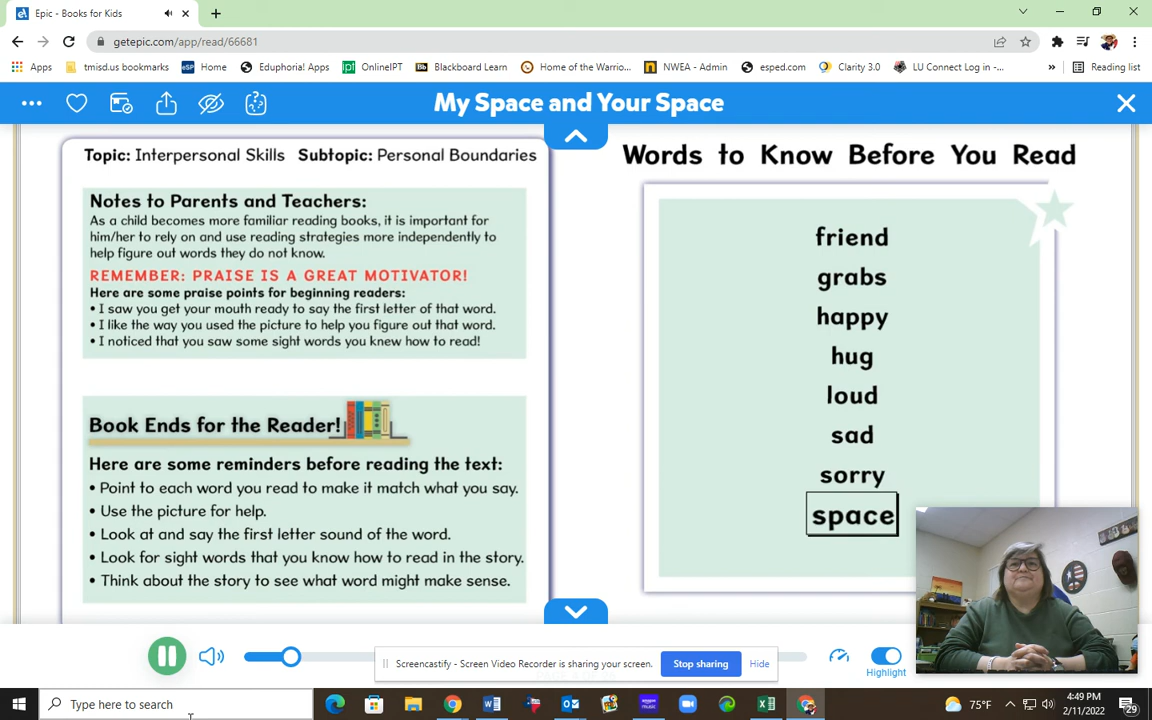 Epic - Books for Kids
getepic.com/app/read/66681
Apps
tmisd.us bookmarks
eSP
Home
Eduphoria! Apps
OnlineIPT
Bb
Blackboard Learn
Home of the Warrio...
NWEA - Admin
esped.com
Clarity 3.0
LU Connect Log in -...
»
Reading list
My Space and Your Space
Topic: Interpersonal Skills Subtopic: Personal Boundaries
Notes to Parents and Teachers:
As a child becomes more familiar reading books, it is important for
him/her to rely on and use reading strategies more independently to
help figure out words they do not know.
REMEMBER: PRAISE IS A GREAT MOTIVATOR!
Here are some praise points for beginning readers:
• I saw you get your mouth ready to say the first letter of that word.
• I like the way you used the picture to help you figure out that word.
• I noticed that you saw some sight words you knew how to read!
Book Ends for the Reader!
Here are some reminders before reading the text:
• Point to each word you read to make it match what you say.
• Use the picture for help.
• Look at and say the first letter sound of the word.
• Look for sight words that you know how to read in the story.
• Think about the story to see what word might make sense.
Words to Know Before You Read
friend
grabs
happy
hug
loud
sad
sorry
space
Screencastify - Screen Video Recorder is sharing your screen.
Stop sharing
Hide
Highlight
Type here to search
75°F
4:49 PM
2/11/2022
29